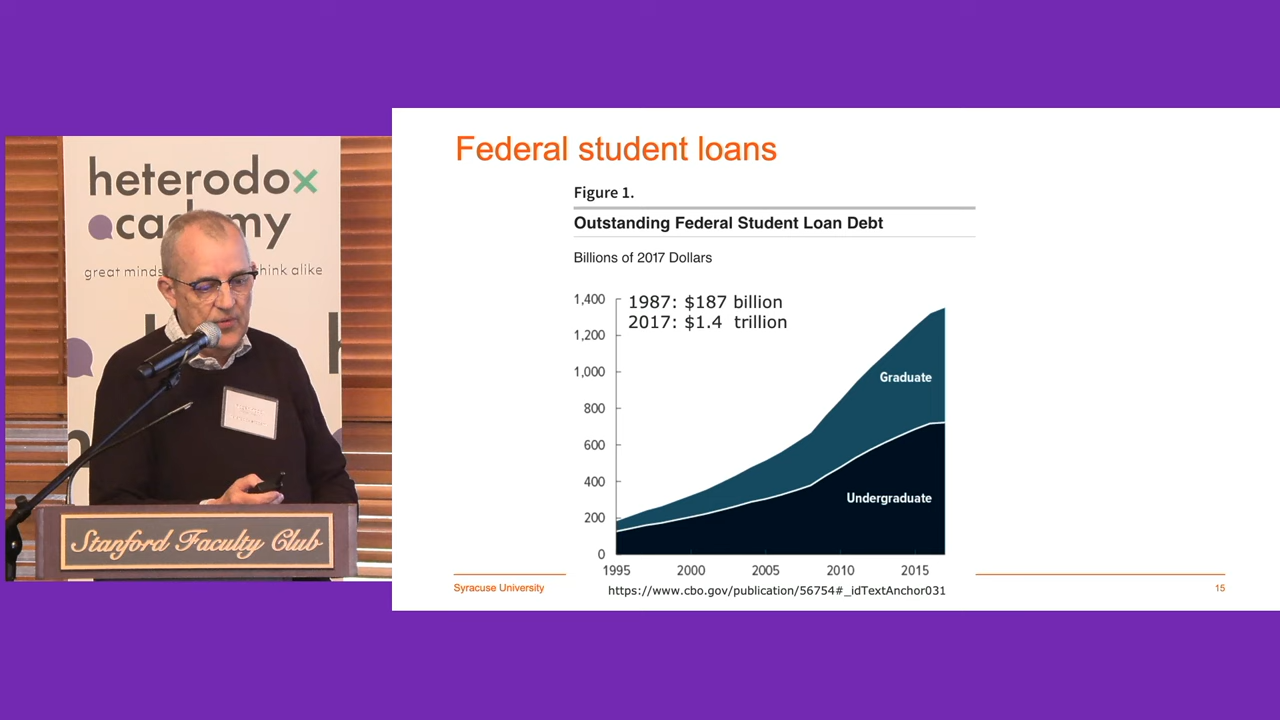 heterodox
academy
great minds
think alike
Stanford Faculty Club
Federal student loans
Figure 1.
Outstanding Federal Student Loan Debt
Billions of 2017 Dollars
1987: $187 billion
2017: $1.4 trillion
1,400
1,200
1,000
800
600
400
200
0
Graduate
Undergraduate
1995 2000 2005 2010 2015
Syracuse University
https://www.cbo.gov/publication/56754#_idTextAnchor031
15